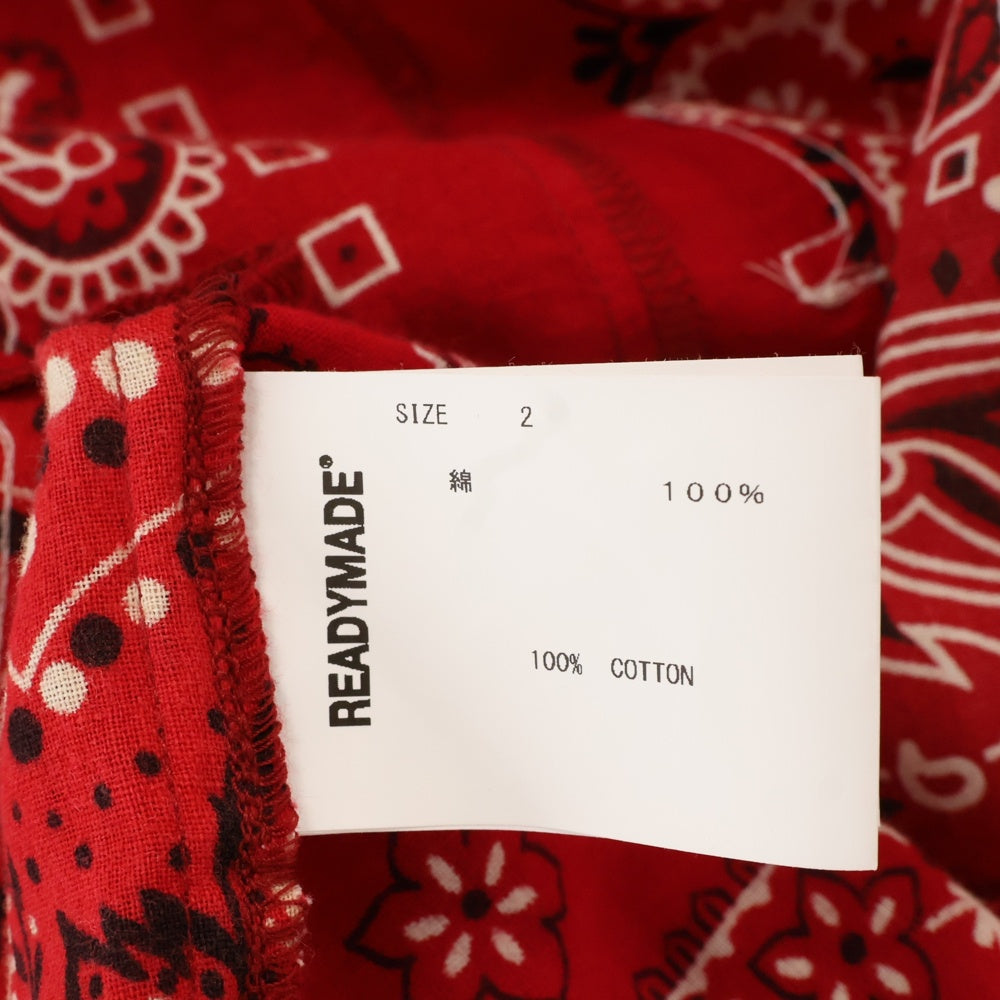 SIZE 2
綿 １００％
READYMADE®
100% COTTON